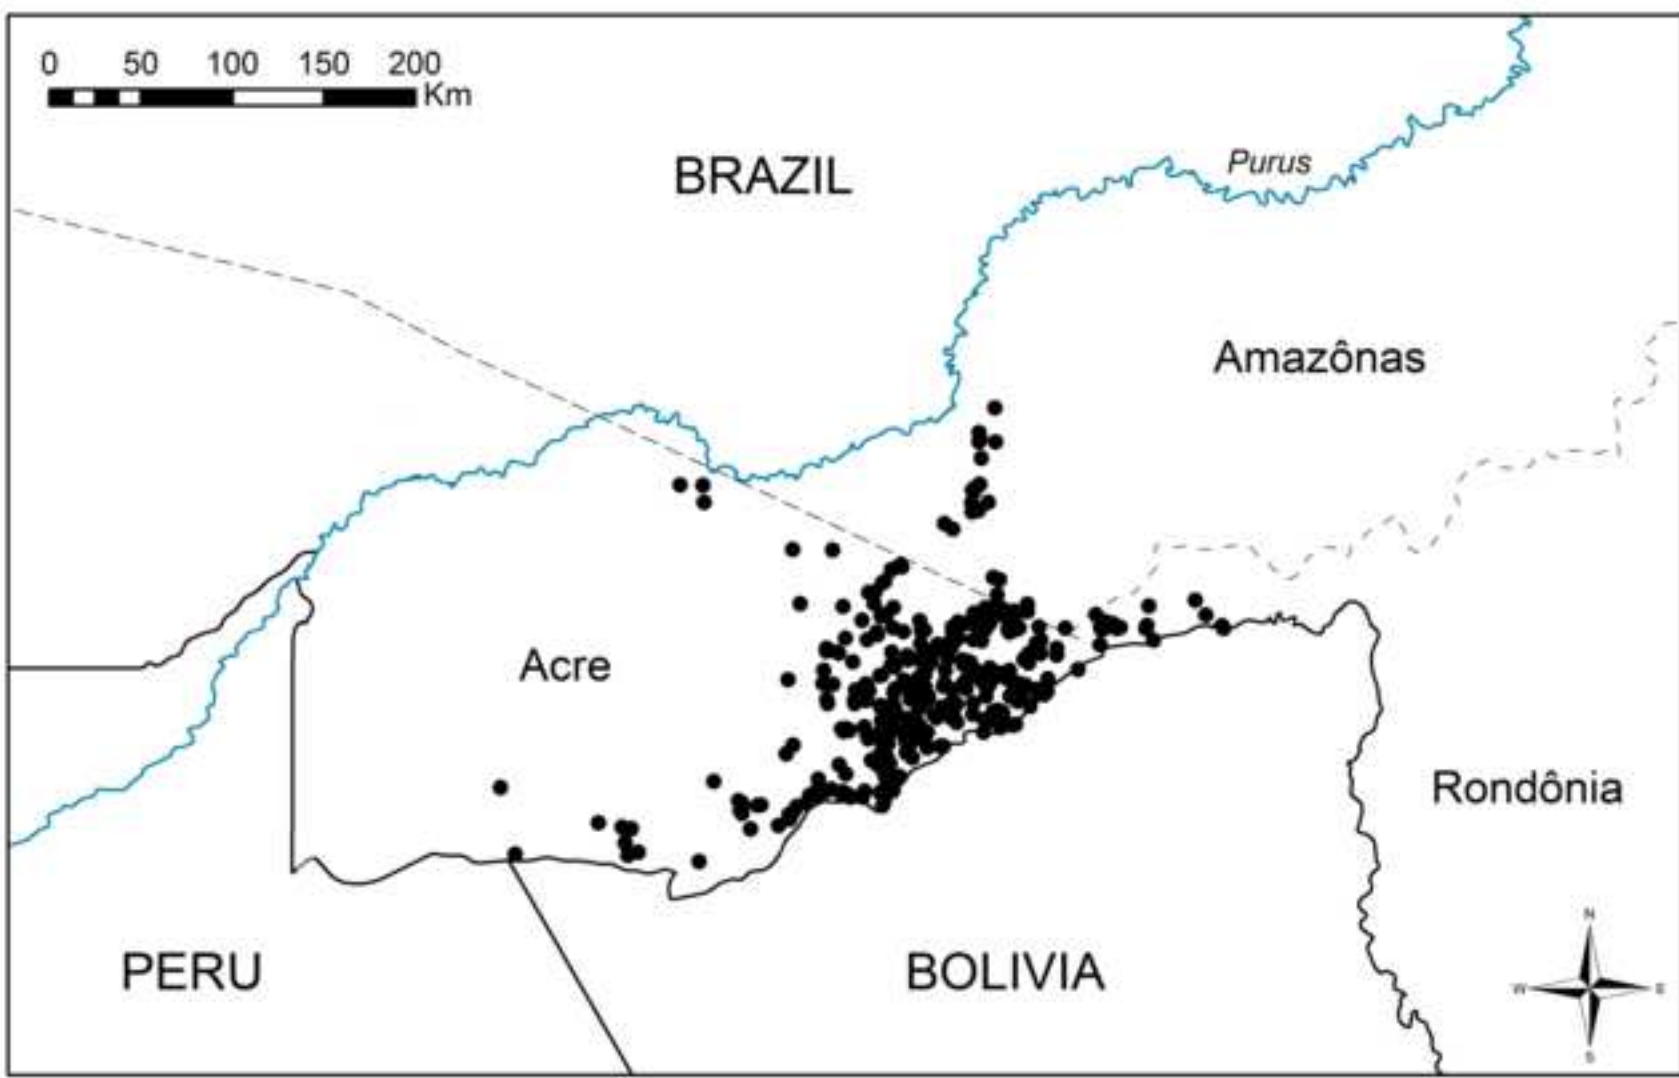 0 50 100 150 200
Km
BRAZIL
Purus
Amazônas
Acre
Rondônia
PERU
BOLIVIA
N
W E
S